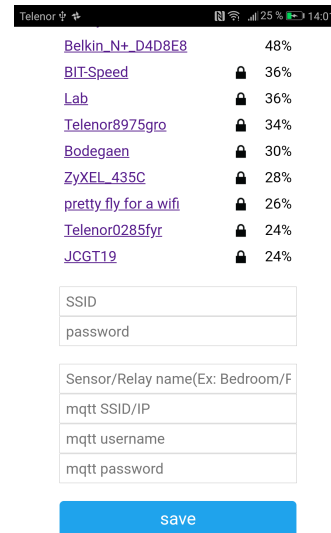 Telenor 25 % 14:01
Belkin_N+_D4D8E8 48%
BIT-Speed 36%
Lab 36%
Telenor8975gro 34%
Bodegaen 30%
ZyXEL_435C 28%
pretty fly for a wifi 26%
Telenor0285fyr 24%
JCGT19 24%
SSID
password
Sensor/Relay name(Ex: Bedroom/F
mqtt SSID/IP
mqtt username
mqtt password
save